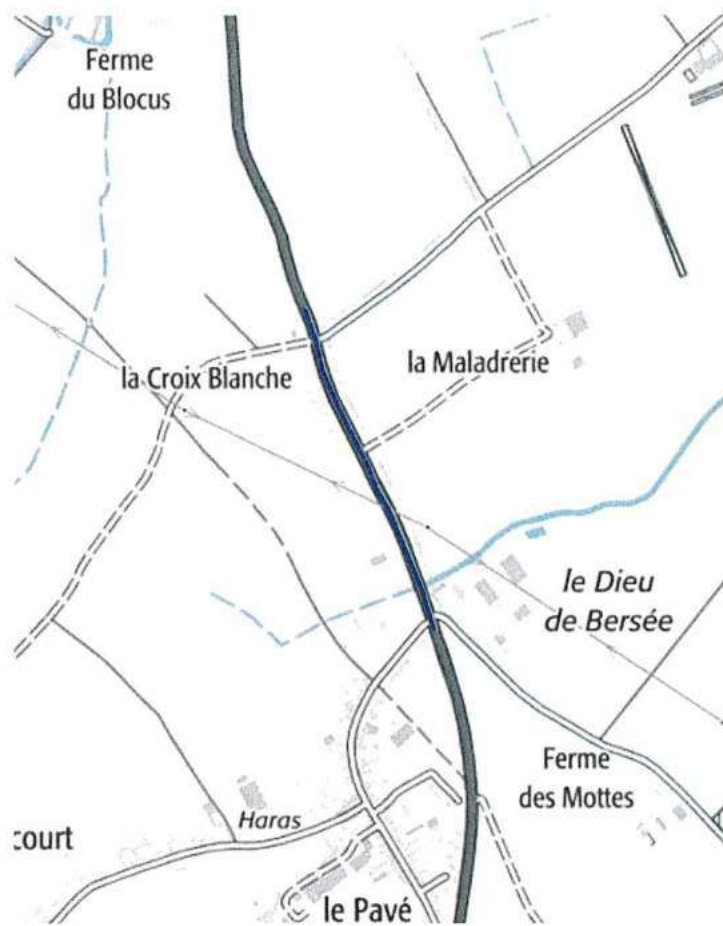 Ferme
du Blocus
la Croix Blanche
la Maladrerie
le Dieu
de Bersée
Ferme
des Mottes
Haras
court
le Pavé